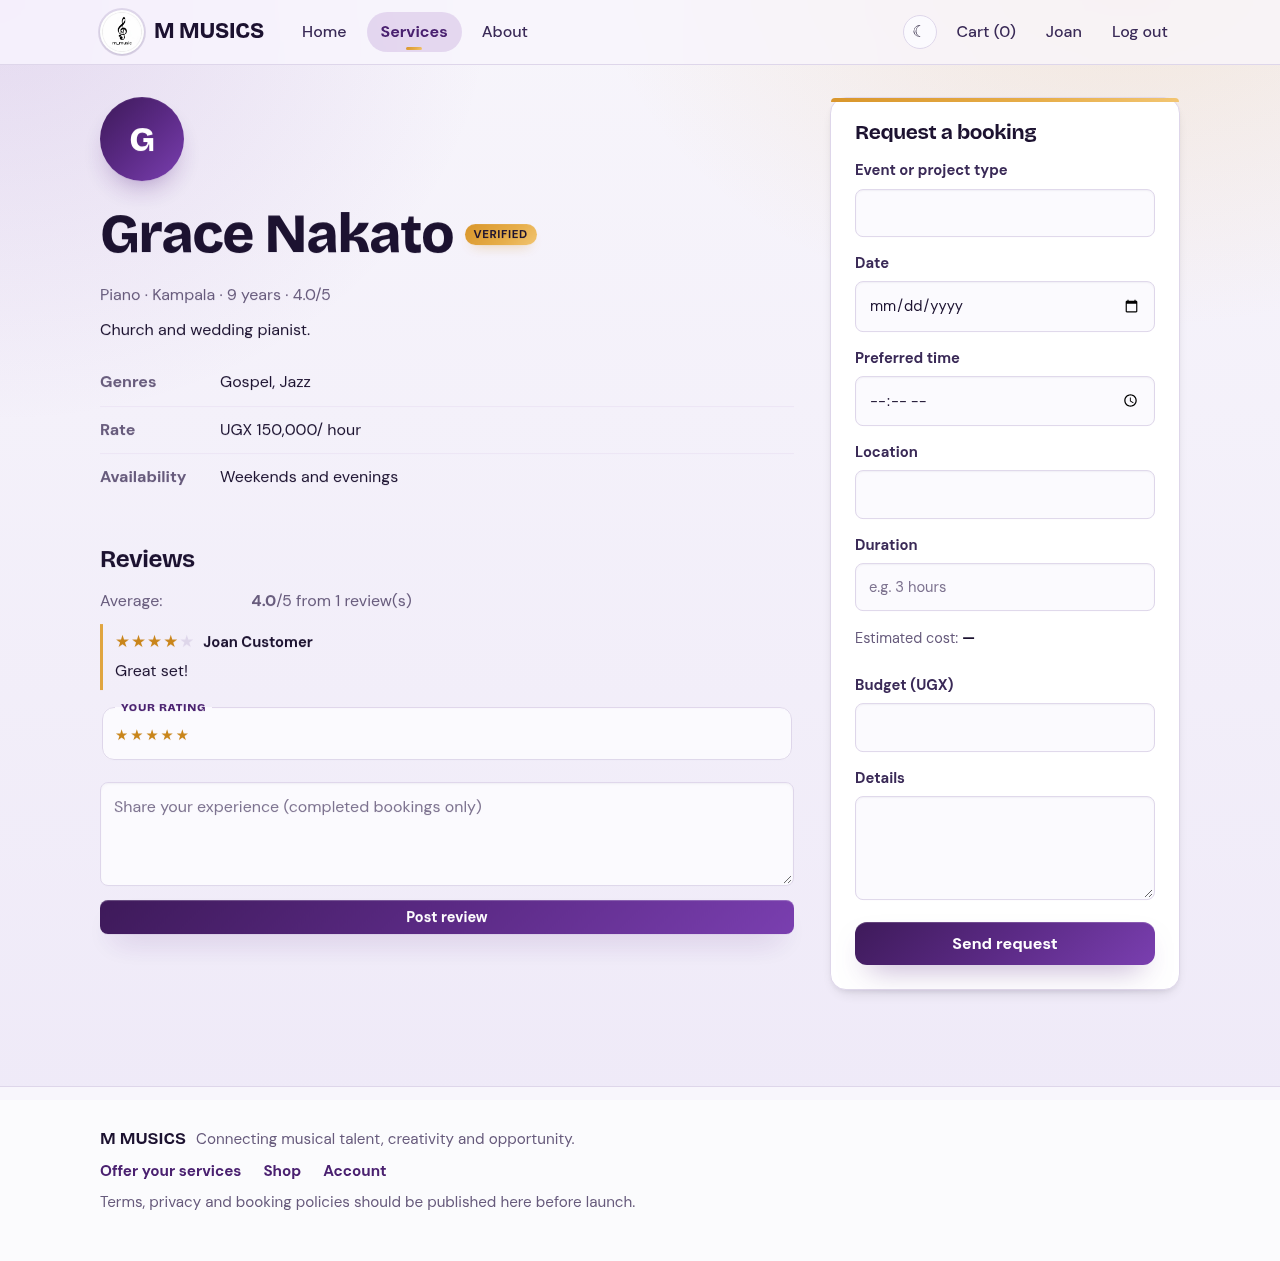 M MUSICS
Home
Services
About
Cart (0)
Joan
Log out
G
Grace Nakato
VERIFIED
Piano · Kampala · 9 years · 4.0/5
Church and wedding pianist.
Genres Gospel, Jazz
Rate UGX 150,000/ hour
Availability Weekends and evenings
Reviews
Average: 4.0/5 from 1 review(s)
★★★★★ Joan Customer
Great set!
YOUR RATING
★★★★★
Share your experience (completed bookings only)
Post review
Request a booking
Event or project type
Date
mm/dd/yyyy
Preferred time
--:-- --
Location
Duration
e.g. 3 hours
Estimated cost: —
Budget (UGX)
Details
Send request
M MUSICS Connecting musical talent, creativity and opportunity.
Offer your services Shop Account
Terms, privacy and booking policies should be published here before launch.